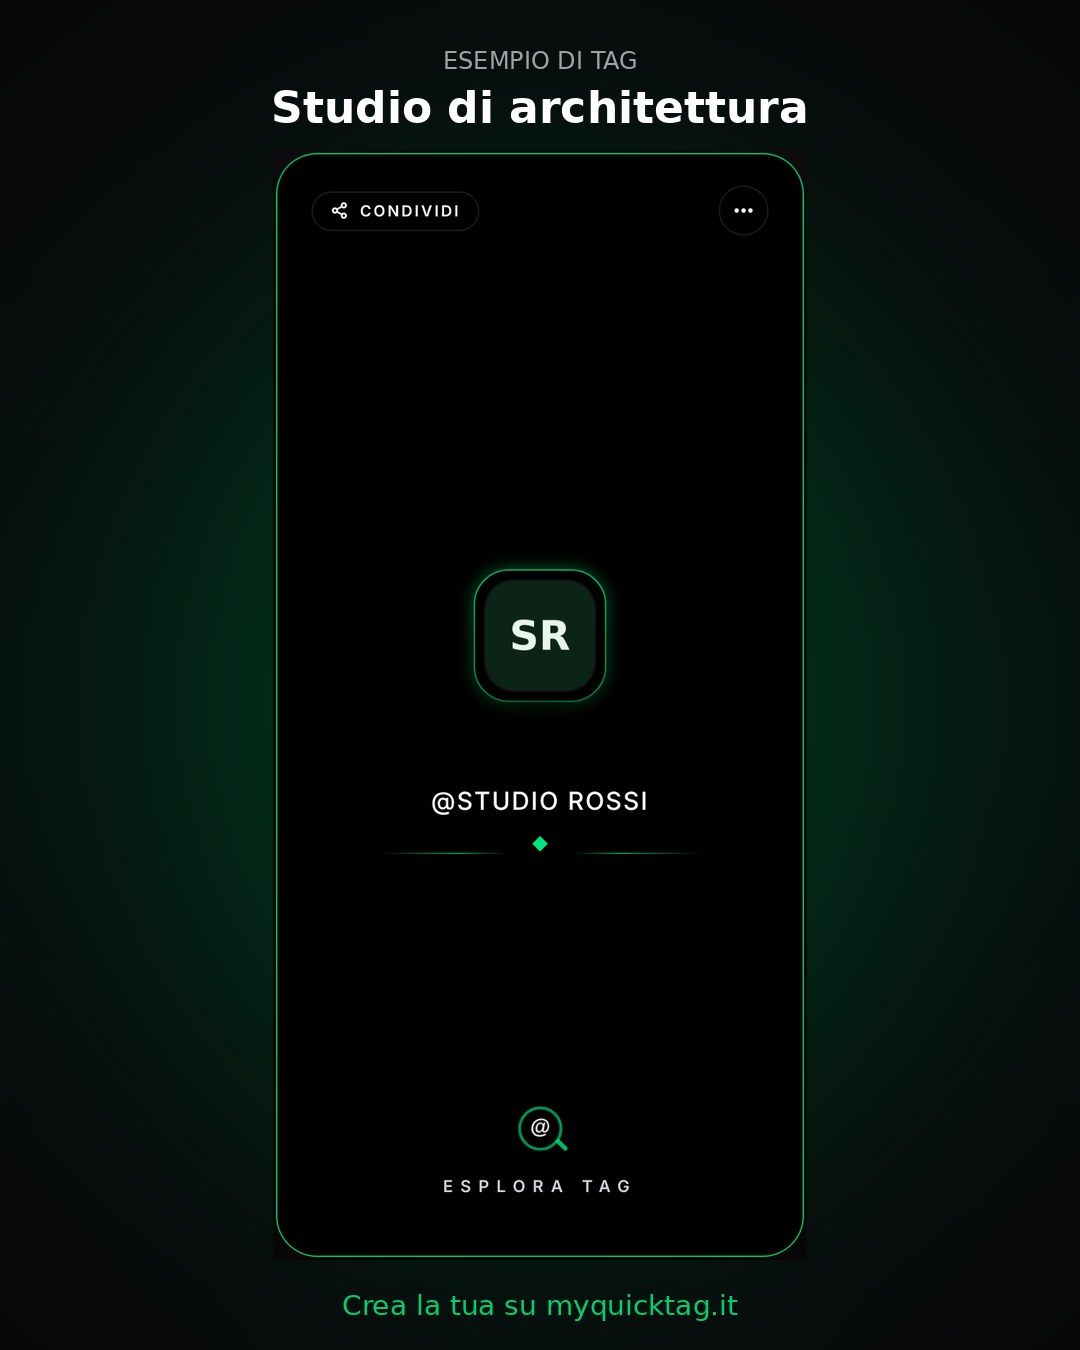 ESEMPIO DI TAG
Studio di architettura
CONDIVIDI
SR
@STUDIO ROSSI
@
ESPLORA TAG
Crea la tua su myquicktag.it